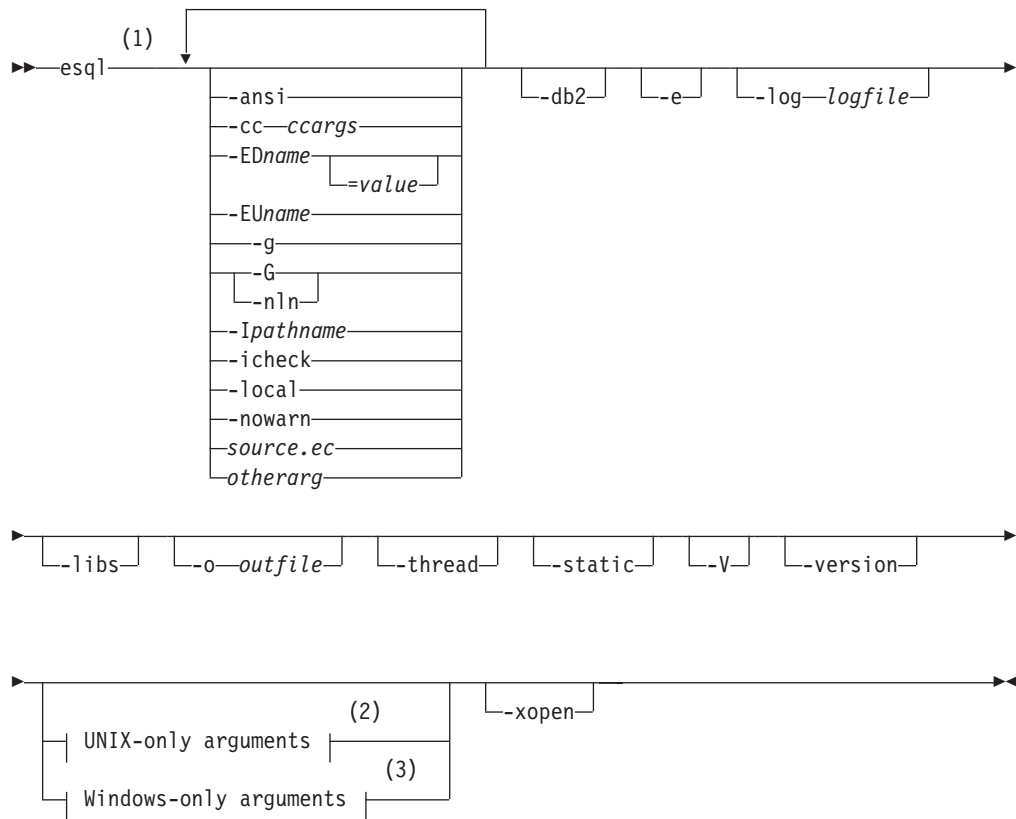 (1)
esql
-ansi
-cc ccargs
-EDname
=value
-EUname
-g
-G
-nln
-Ipathname
-icheck
-local
-nowarn
source.ec
otherarg
-db2
-e
-log logfile
-libs
-o outfile
-thread
-static
-V
-version
(2)
UNIX-only arguments
(3)
Windows-only arguments
-xopen